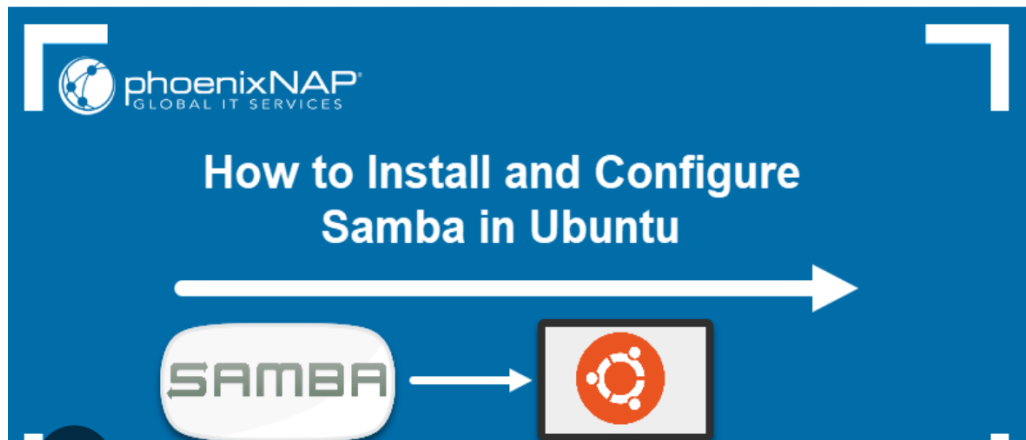 phoenixNAP®
GLOBAL IT SERVICES
How to Install and Configure
Samba in Ubuntu
SAMBA